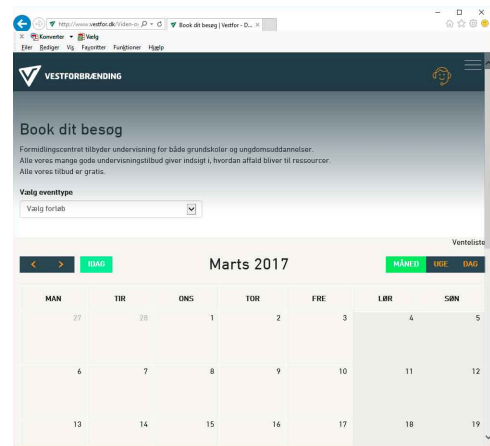 http://www.vestfor.dk/Viden-o
Book dit besøg | Vestfor - D...
Konverter Vælg
Filer Rediger Vis Favoritter Funktioner Hjælp
VESTFORBRÆNDING
Book dit besøg
Formidlingscentret tilbyder undervisning for både grundskoler og ungdomsuddannelser.
Alle vores mange gode undervisningstilbud giver indsigt i, hvordan affald bliver til ressourcer.
Alle vores tilbud er gratis.
Vælg eventtype
Vælg forløb
Venteliste
IDAG Marts 2017 MÅNED UGE DAG
MAN TIR ONS TOR FRE LØR SØN
27 28 1 2 3 4 5
6 7 8 9 10 11 12
13 14 15 16 17 18 19